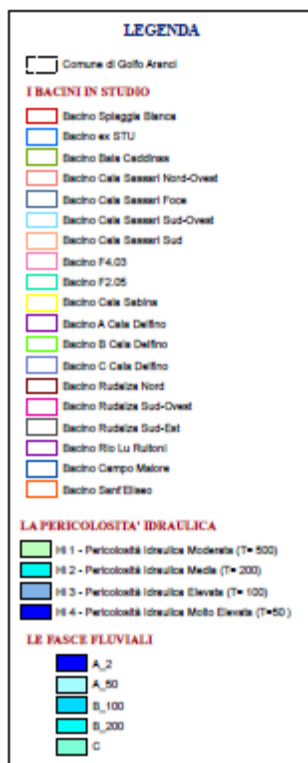 LEGENDA
Comune di Golfo Aranci
I BACINI IN STUDIO
Bacino Spiaggia Bianca
Bacino ex STU
Bacino Baia Caddinas
Bacino Cala Sassari Nord-Ovest
Bacino Cala Sassari Foce
Bacino Cala Sassari Sud-Ovest
Bacino Cala Sassari Sud
Bacino F4.03
Bacino F2.05
Bacino Cala Sabina
Bacino A Cala Delfino
Bacino B Cala Delfino
Bacino C Cala Delfino
Bacino Rudalza Nord
Bacino Rudalza Sud-Ovest
Bacino Rudalza Sud-Est
Bacino Rio Lu Rultoni
Bacino Campo Maiore
Bacino Sant'Eliseo
LA PERICOLOSITA' IDRAULICA
HI 1 - Pericolosità Idraulica Moderata (T= 500)
HI 2 - Pericolosità Idraulica Media (T= 200)
HI 3 - Pericolosità Idraulica Elevata (T= 100)
HI 4 - Pericolosità Idraulica Molto Elevata (T=50 )
LE FASCE FLUVIALI
A_2
A_50
B_100
B_200
C